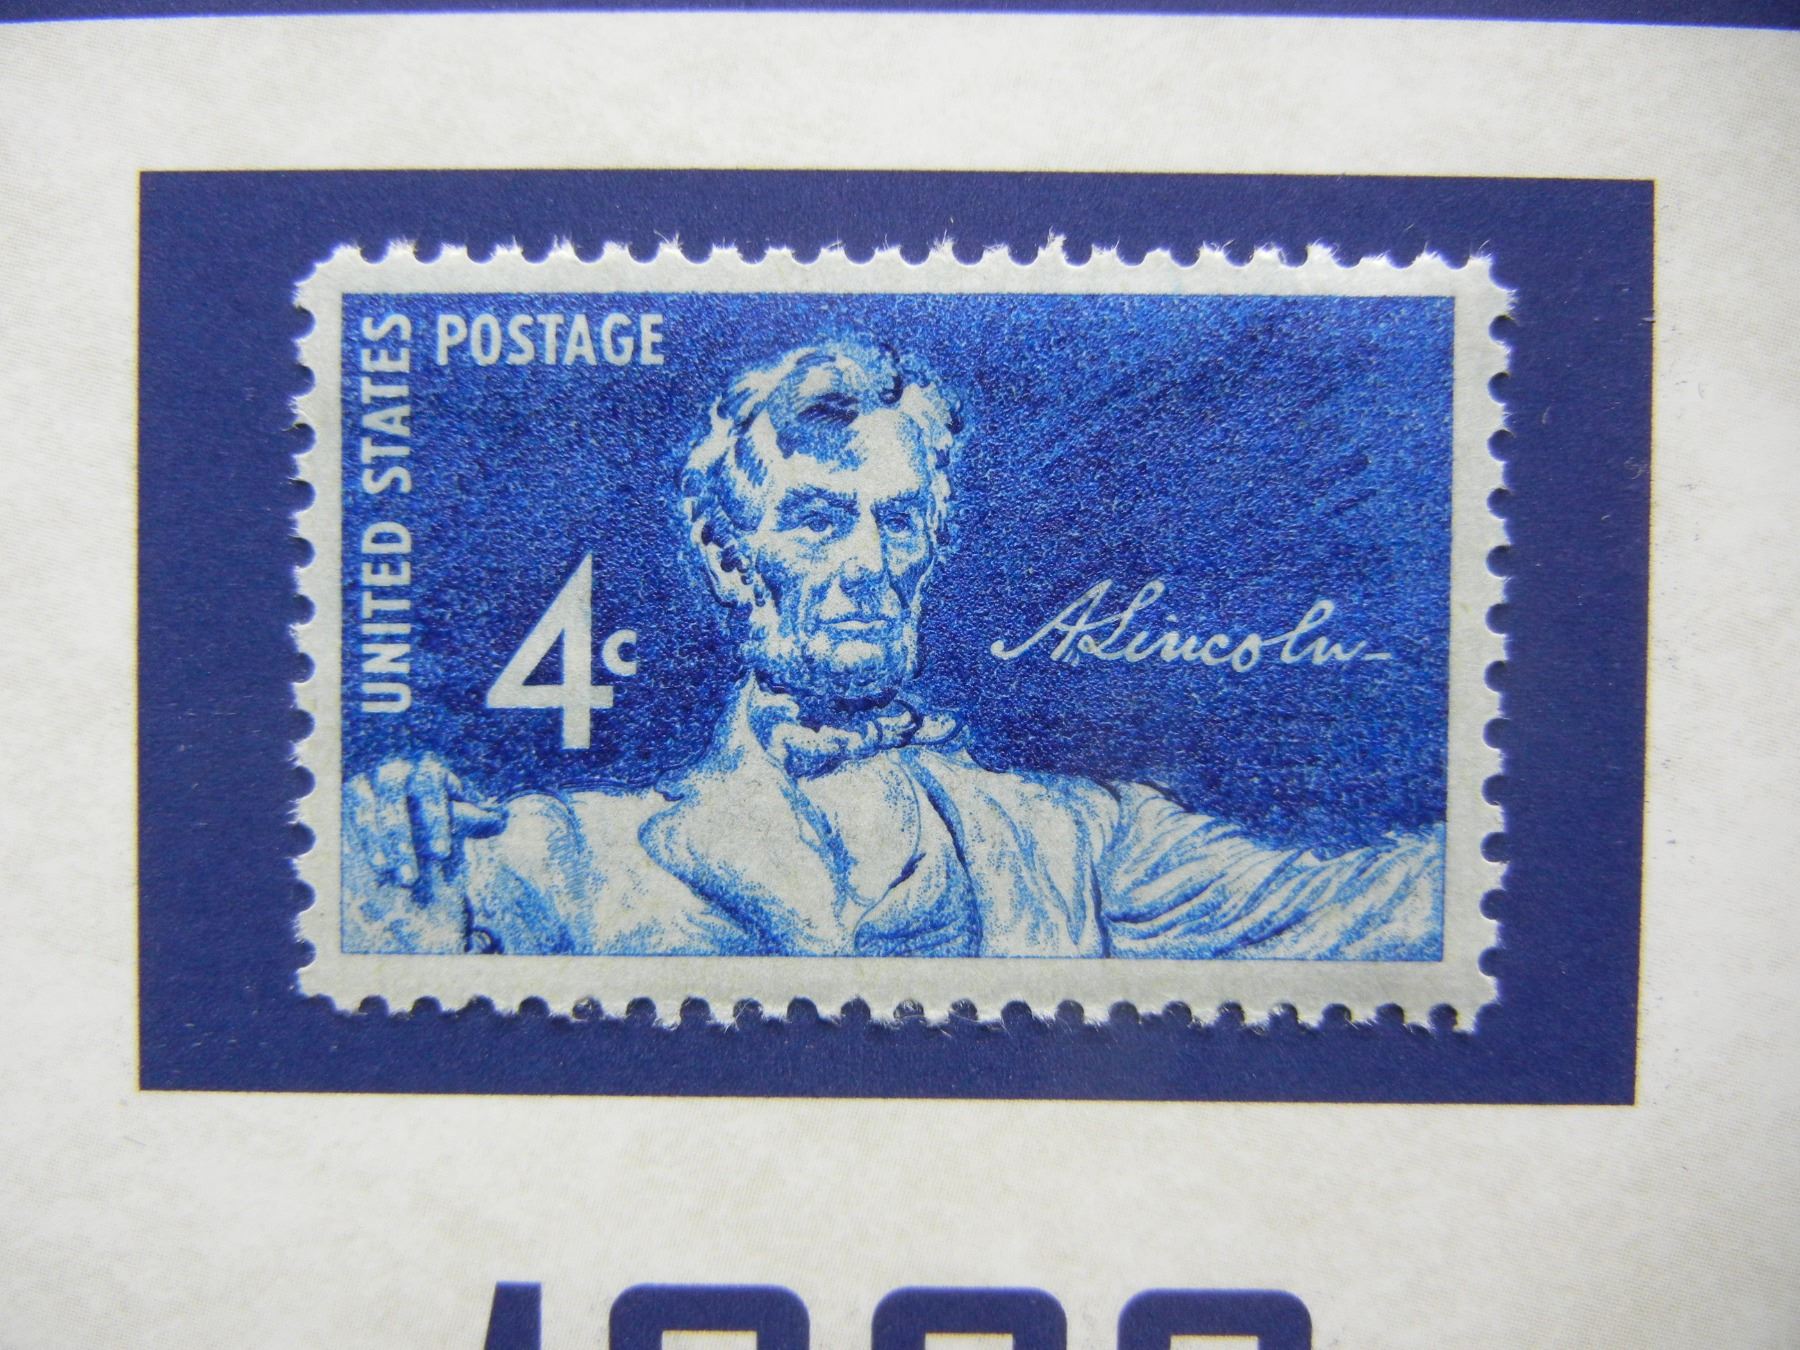 UNITED STATES
POSTAGE
4c
A. Lincoln